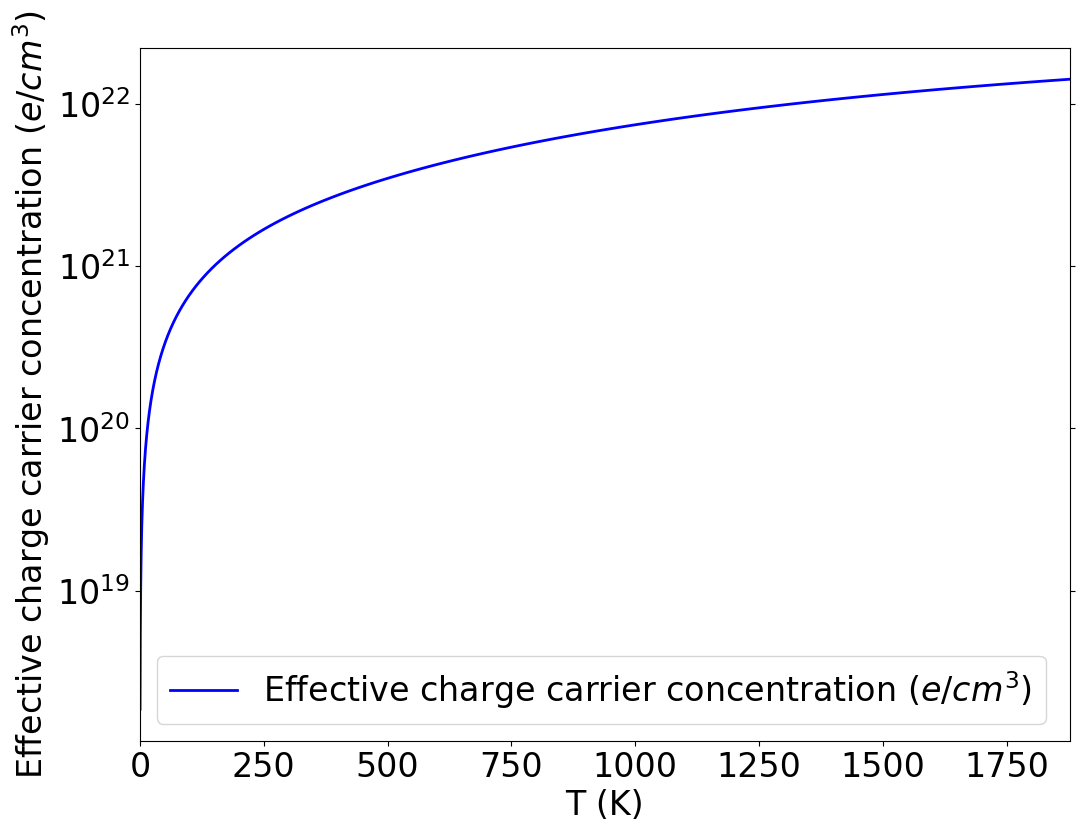 Effective charge carrier concentration (e/cm³)
10²²
10²¹
10²⁰
10¹⁹
Effective charge carrier concentration (e/cm³)
0 250 500 750 1000 1250 1500 1750
T (K)